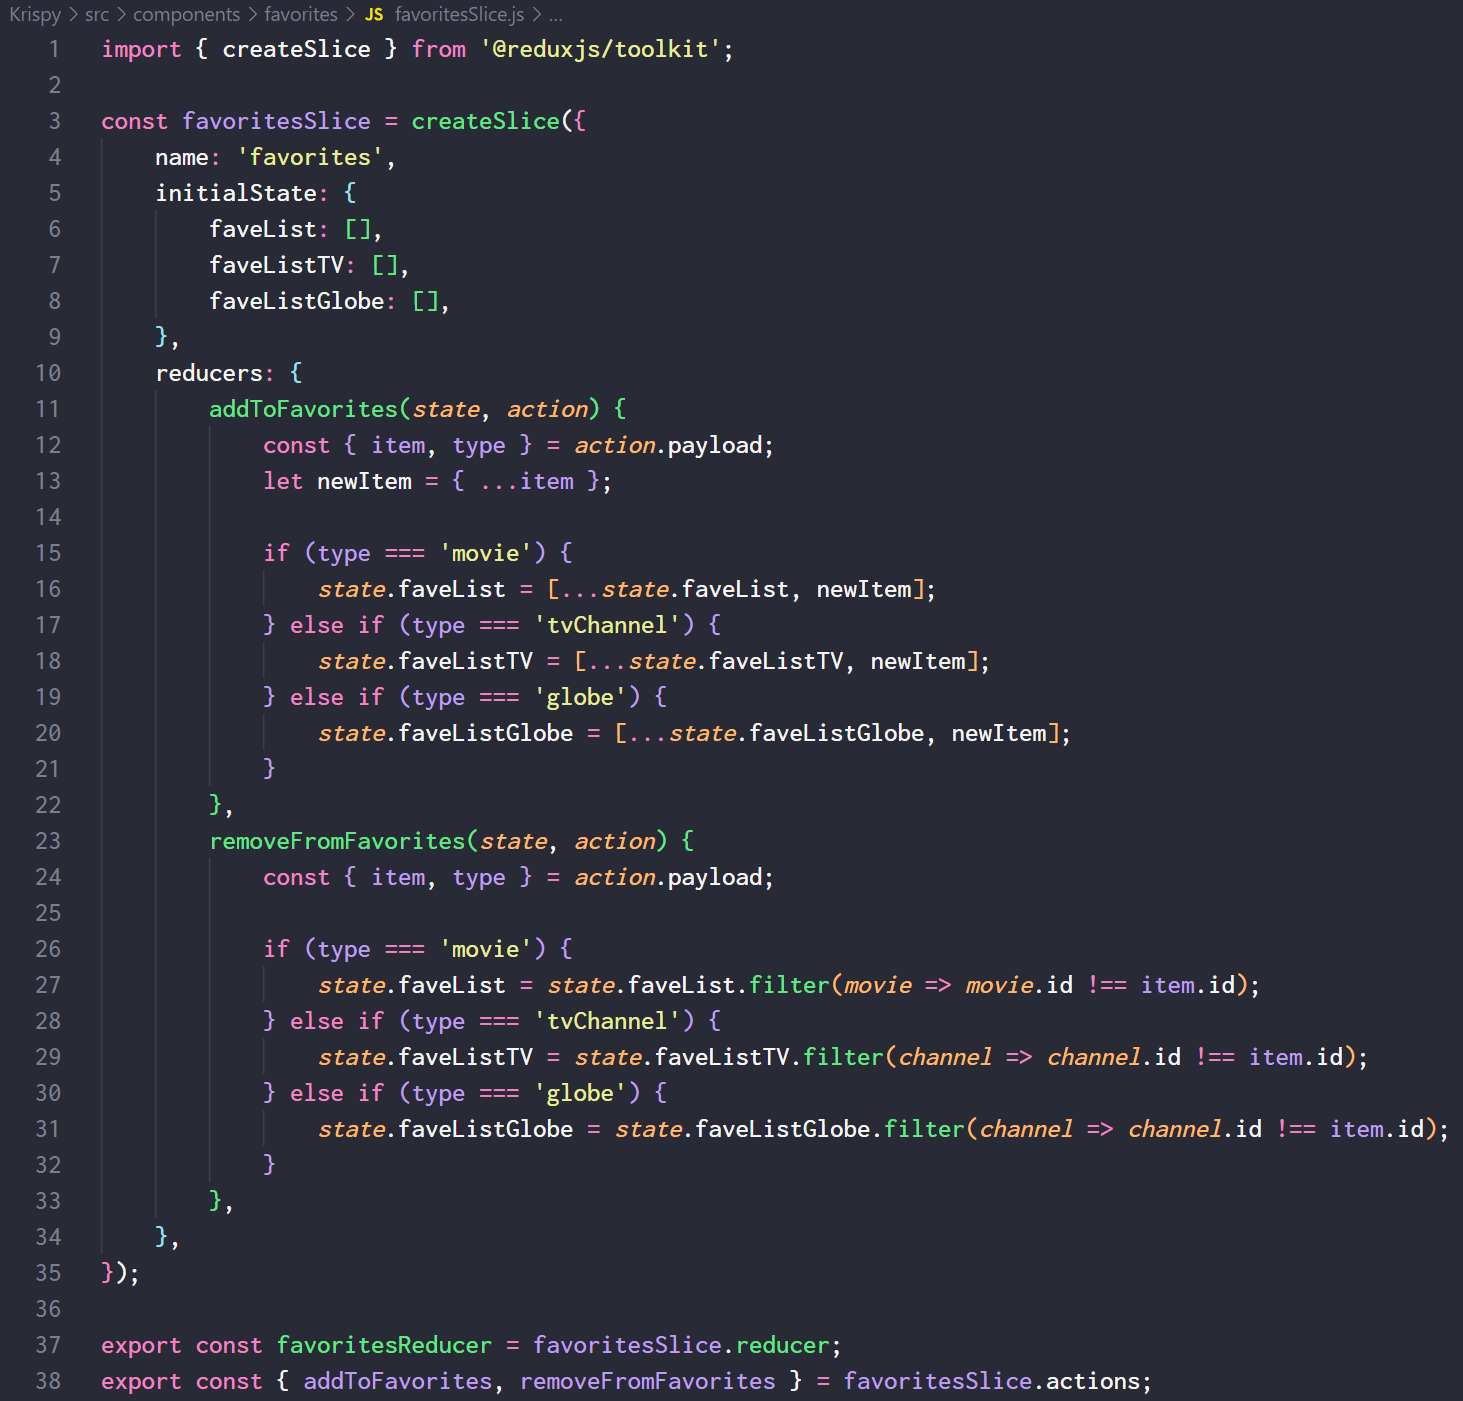 Krispy > src > components > favorites > JS favoritesSlice.js > ...
1 import { createSlice } from '@reduxjs/toolkit';
2
3 const favoritesSlice = createSlice({
4     name: 'favorites',
5     initialState: {
6         faveList: [],
7         faveListTV: [],
8         faveListGlobe: [],
9     },
10     reducers: {
11         addToFavorites(state, action) {
12             const { item, type } = action.payload;
13             let newItem = { ...item };
14
15             if (type === 'movie') {
16                 state.faveList = [...state.faveList, newItem];
17             } else if (type === 'tvChannel') {
18                 state.faveListTV = [...state.faveListTV, newItem];
19             } else if (type === 'globe') {
20                 state.faveListGlobe = [...state.faveListGlobe, newItem];
21             }
22         },
23         removeFromFavorites(state, action) {
24             const { item, type } = action.payload;
25
26             if (type === 'movie') {
27                 state.faveList = state.faveList.filter(movie => movie.id !== item.id);
28             } else if (type === 'tvChannel') {
29                 state.faveListTV = state.faveListTV.filter(channel => channel.id !== item.id);
30             } else if (type === 'globe') {
31                 state.faveListGlobe = state.faveListGlobe.filter(channel => channel.id !== item.id);
32             }
33         },
34     },
35 });
36
37 export const favoritesReducer = favoritesSlice.reducer;
38 export const { addToFavorites, removeFromFavorites } = favoritesSlice.actions;